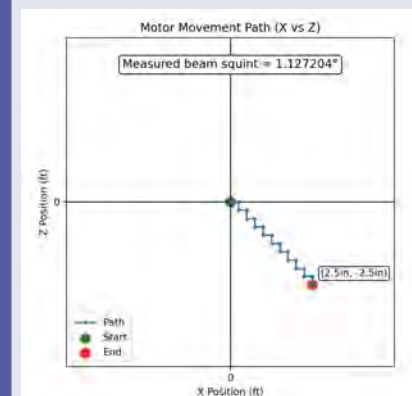 Motor Movement Path (X vs Z)
Measured beam squint = 1.127204°
Z Position (ft)
0
(2.5in, -2.5in)
Path
Start
End
0
X Position (ft)